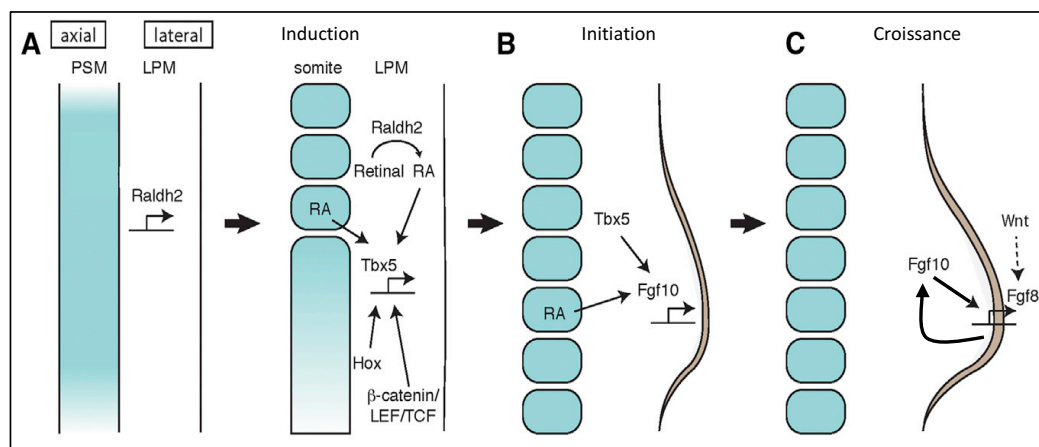 A
axial
lateral
PSM
LPM
Raldh2
Induction
somite
LPM
Raldh2
Retinal RA
RA
Tbx5
Hox
β-catenin/
LEF/TCF
B
Initiation
Tbx5
Fgf10
RA
C
Croissance
Wnt
Fgf10
Fgf8